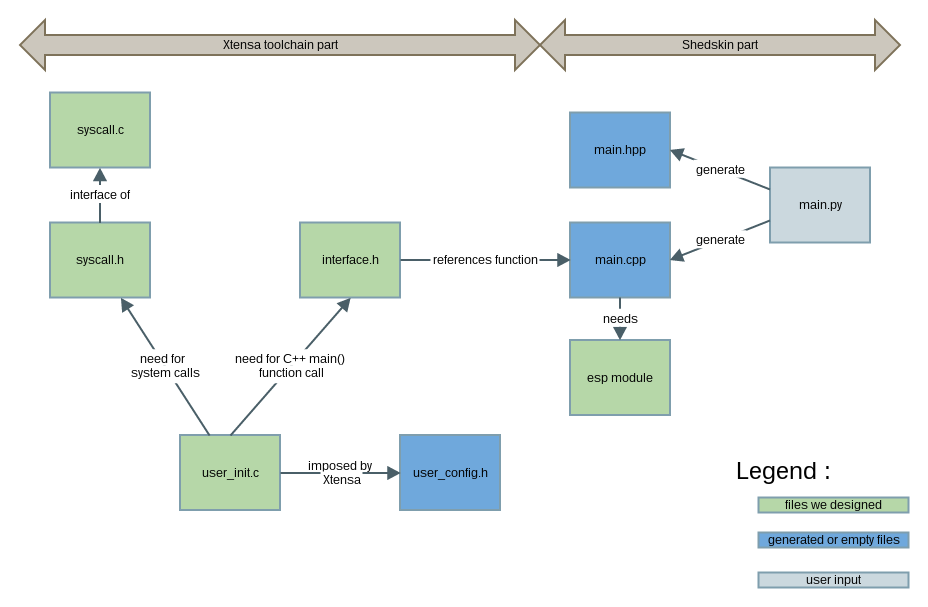 Xtensa toolchain part
Shedskin part
syscall.c
main.hpp
generate
interface of
main.py
syscall.h
interface.h
references function
main.cpp
generate
needs
need for
system calls
need for C++ main()
function call
esp module
user_init.c
imposed by
Xtensa
user_config.h
Legend :
files we designed
generated or empty files
user input